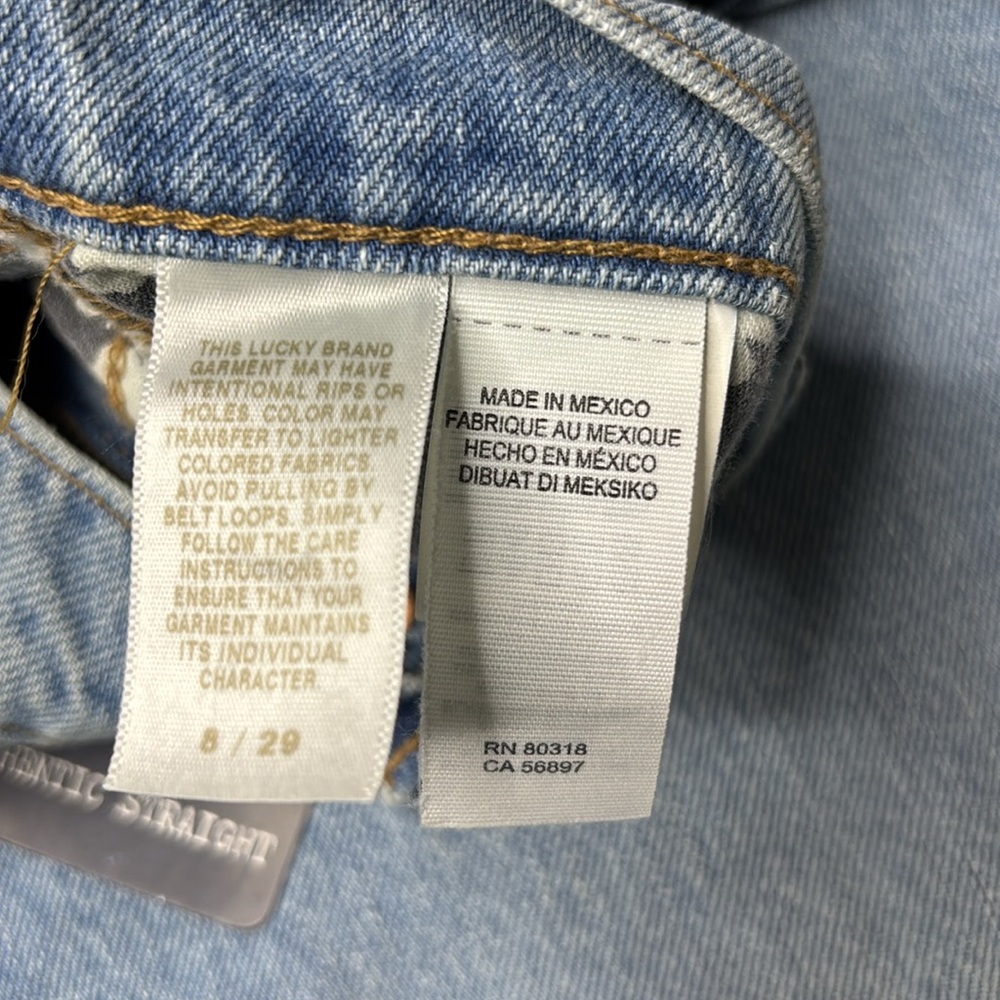 THIS LUCKY BRAND
GARMENT MAY HAVE
INTENTIONAL RIPS OR
HOLES. COLOR MAY
TRANSFER TO LIGHTER
COLORED FABRICS.
AVOID PULLING BY
BELT LOOPS. SIMPLY
FOLLOW THE CARE
INSTRUCTIONS TO
ENSURE THAT YOUR
GARMENT MAINTAINS
ITS INDIVIDUAL
CHARACTER
8 / 29
MADE IN MEXICO
FABRIQUE AU MEXIQUE
HECHO EN MÉXICO
DIBUAT DI MEKSIKO
RN 80318
CA 56897
STRAIGHT